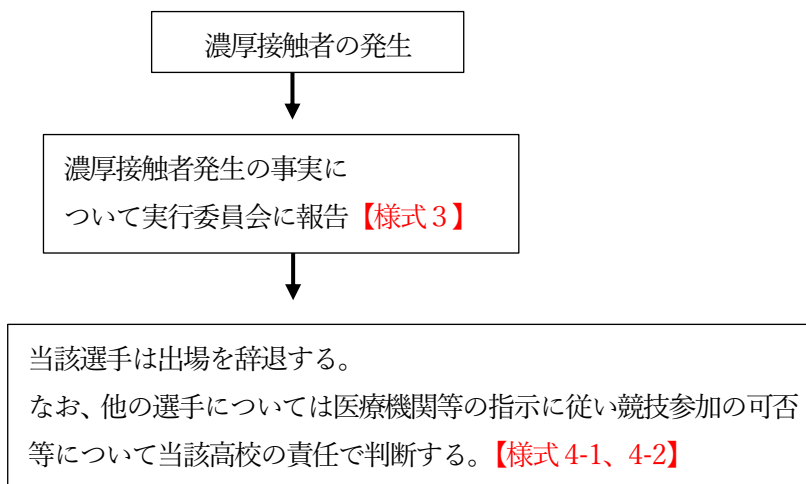 濃厚接触者の発生
濃厚接触者発生の事実に
ついて実行委員会に報告【様式３】
当該選手は出場を辞退する。
なお、他の選手については医療機関等の指示に従い競技参加の可否
等について当該高校の責任で判断する。【様式 4-1、4-2】